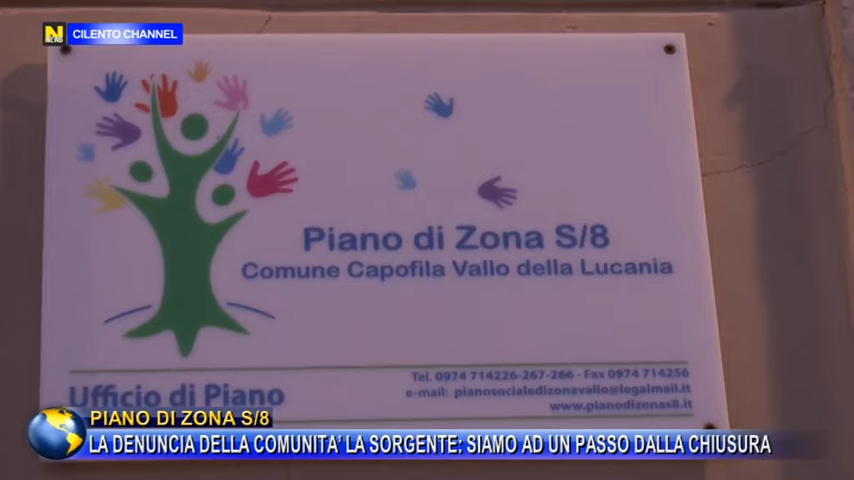 CILENTO CHANNEL
Piano di Zona S/8
Comune Capofila Vallo della Lucania
Tel. 0974 714226-267-266 - Fax 0974 714256
e-mail: pianosocialedizonavallo@legalmail.it
www.pianodizonas8.it
Ufficio di Piano
PIANO DI ZONA S/8
LA DENUNCIA DELLA COMUNITA' LA SORGENTE: SIAMO AD UN PASSO DALLA CHIUSURA